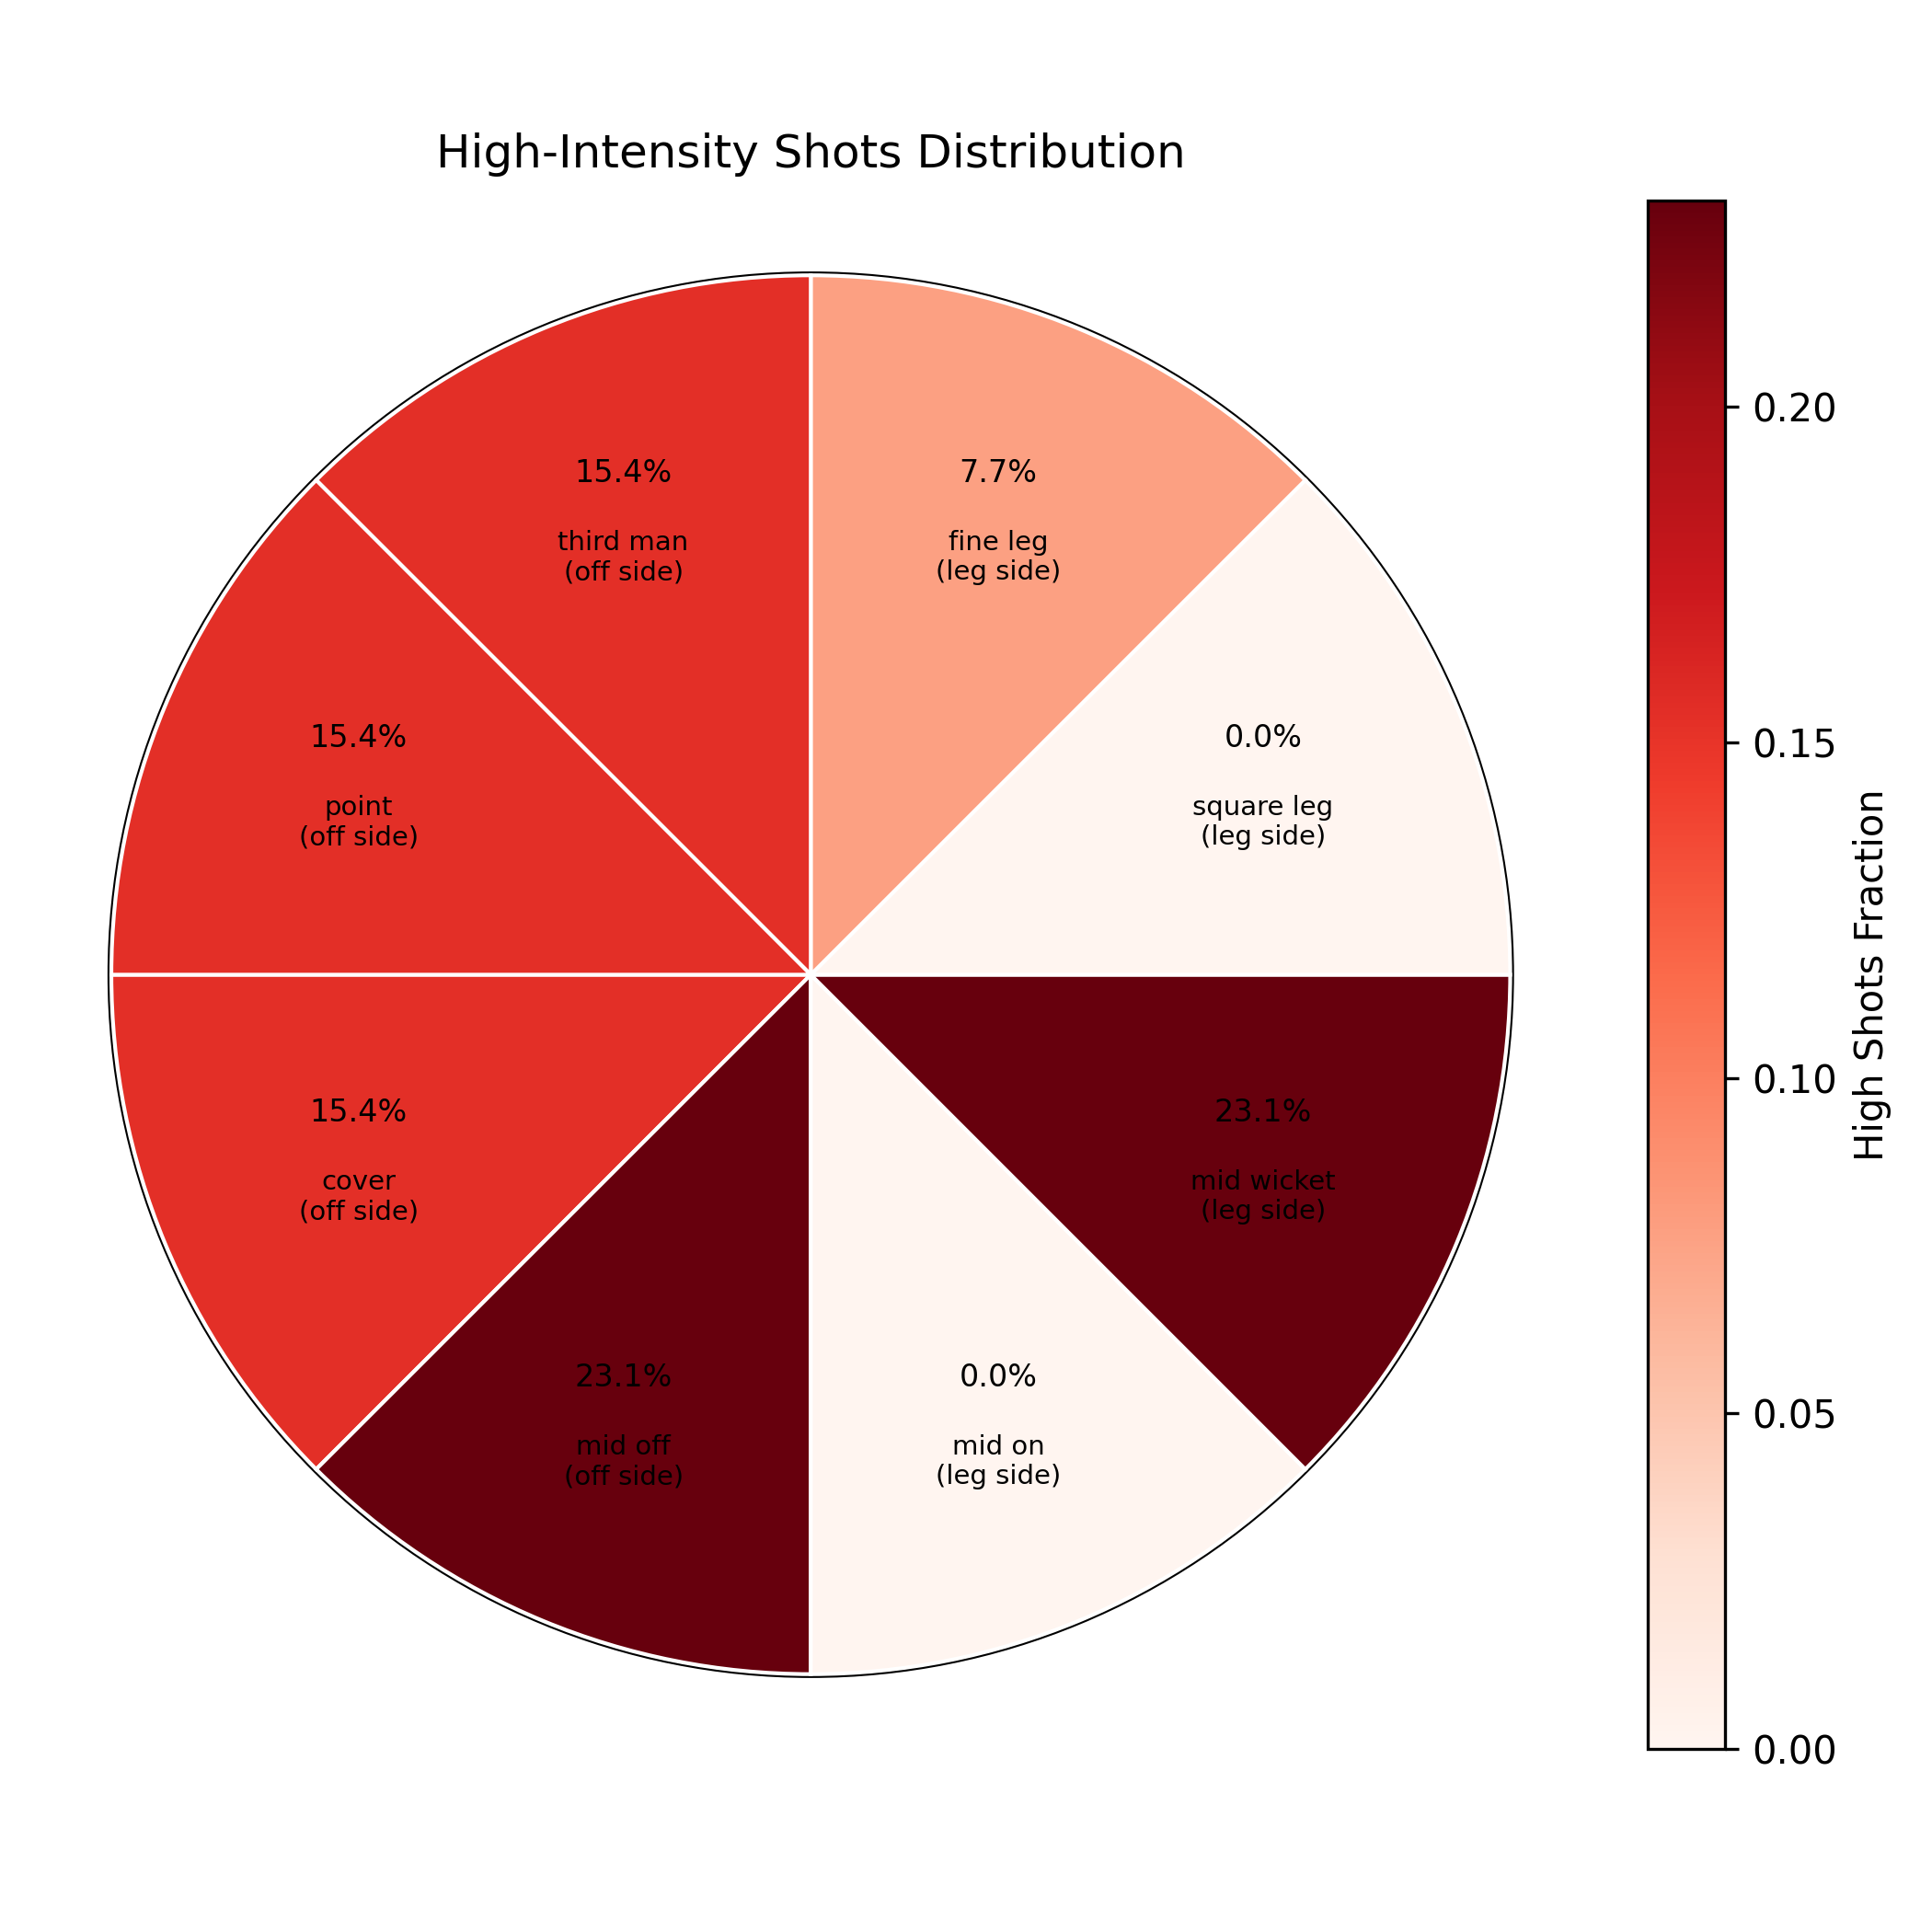 High-Intensity Shots Distribution
15.4%
third man
(off side)
7.7%
fine leg
(leg side)
15.4%
point
(off side)
0.0%
square leg
(leg side)
15.4%
cover
(off side)
23.1%
mid wicket
(leg side)
23.1%
mid off
(off side)
0.0%
mid on
(leg side)
0.20
0.15
0.10
0.05
0.00
High Shots Fraction